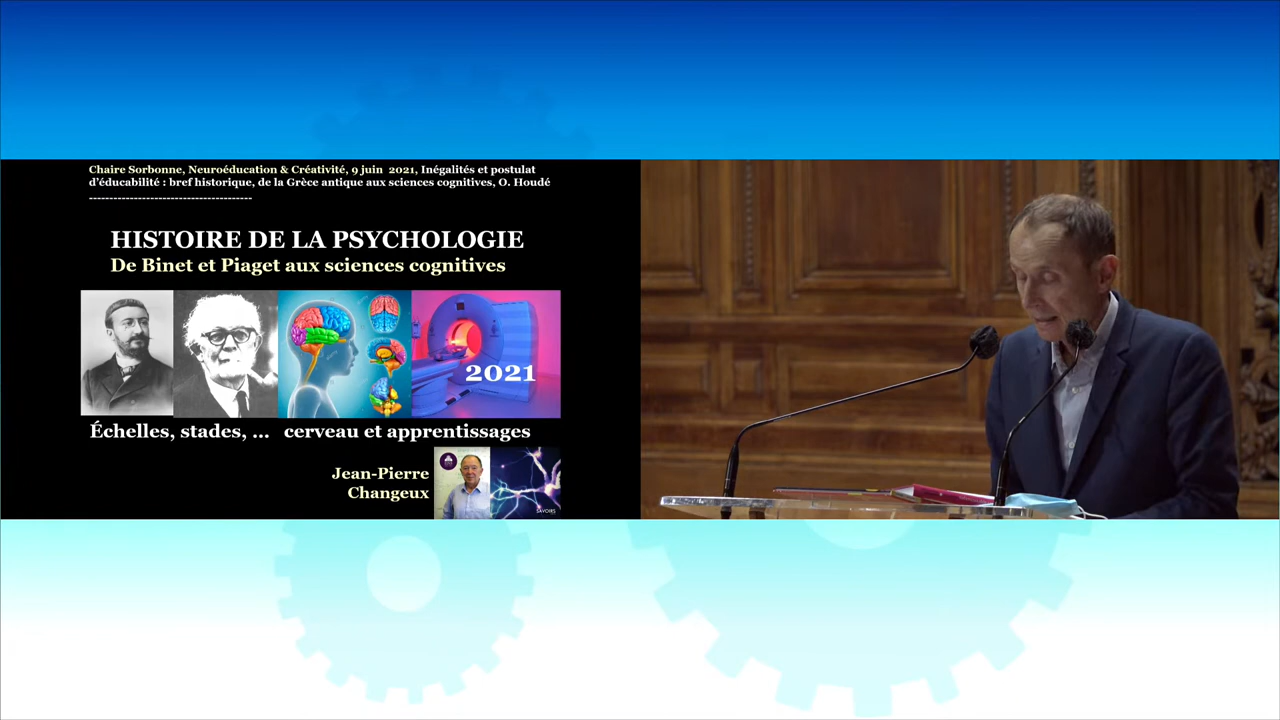 Chaire Sorbonne, Neuroéducation & Créativité, 9 juin 2021, Inégalités et postulat
d'éducabilité : bref historique, de la Grèce antique aux sciences cognitives, O. Houdé
----------------------------------------
HISTOIRE DE LA PSYCHOLOGIE
De Binet et Piaget aux sciences cognitives
2021
Échelles, stades, ... cerveau et apprentissages
Jean-Pierre
Changeux
SAVOIRS